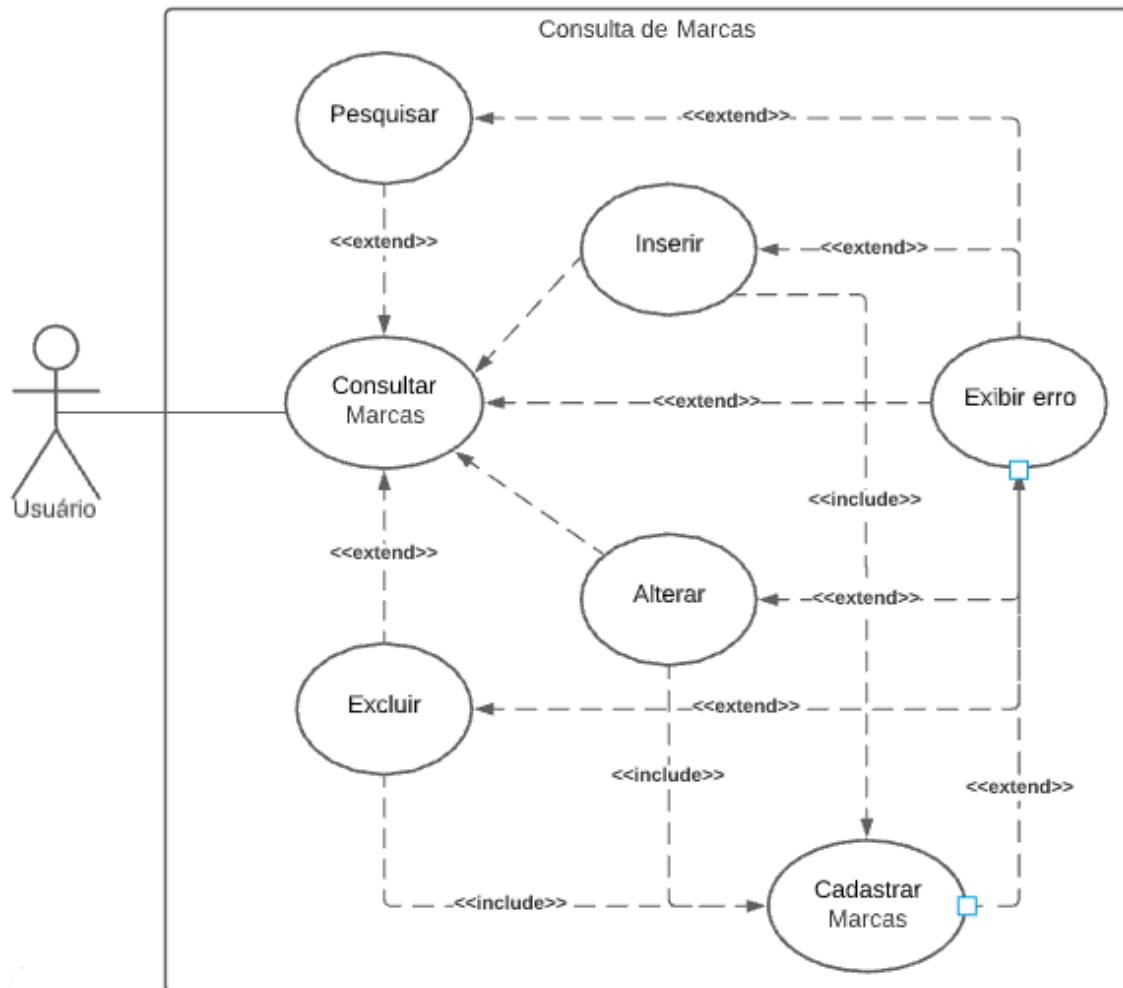 Consulta de Marcas
Pesquisar
<<extend>>
<<extend>>
Inserir
<<extend>>
Consultar
Marcas
<<extend>>
Exibir erro
Usuário
<<include>>
<<extend>>
Alterar
<<extend>>
Excluir
<<extend>>
<<include>>
<<extend>>
Cadastrar
Marcas
<<include>>